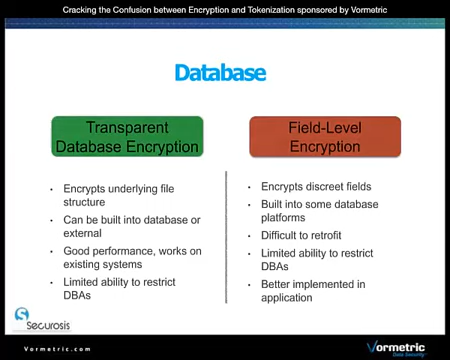 Cracking the Confusion between Encryption and Tokenization sponsored by Vormetric
Database
Transparent
Database Encryption
• Encrypts underlying file
structure
• Can be built into database or
external
• Good performance, works on
existing systems
• Limited ability to restrict
DBAs
Field-Level
Encryption
• Encrypts discreet fields
• Built into some database
platforms
• Difficult to retrofit
• Limited ability to restrict
DBAs
• Better implemented in
application
Securosis
Vormetric.com
Vormetric
Data Security